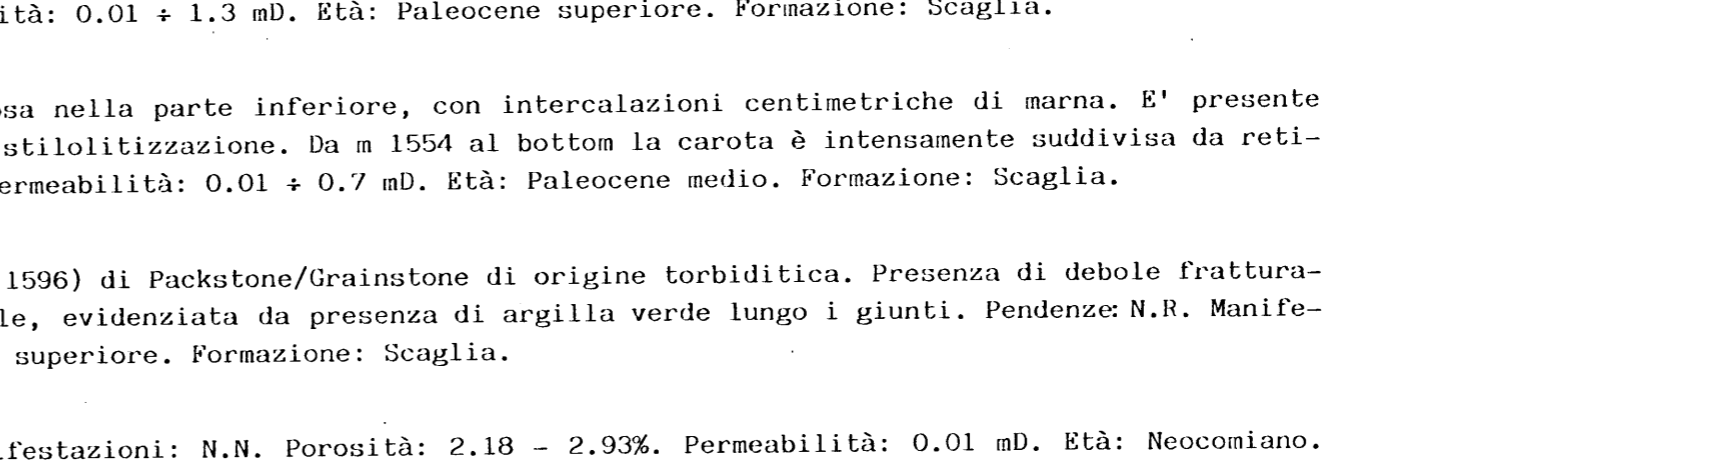 ità: 0.01 ÷ 1.3 mD. Età: Paleocene superiore. Formazione: Scaglia.
sa nella parte inferiore, con intercalazioni centimetriche di marna. E' presente
stilolitizzazione. Da m 1554 al bottom la carota è intensamente suddivisa da reti-
ermeabilità: 0.01 ÷ 0.7 mD. Età: Paleocene medio. Formazione: Scaglia.
1596) di Packstone/Grainstone di origine torbiditica. Presenza di debole frattura-
le, evidenziata da presenza di argilla verde lungo i giunti. Pendenze: N.R. Manife-
superiore. Formazione: Scaglia.
festazioni: N.N. Porosità: 2.18 - 2.93%. Permeabilità: 0.01 mD. Età: Neocomiano.